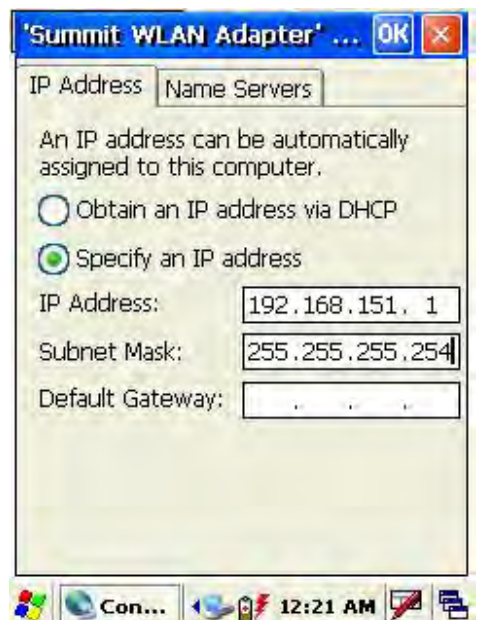 'Summit WLAN Adapter' ... OK
IP Address Name Servers
An IP address can be automatically
assigned to this computer.
Obtain an IP address via DHCP
Specify an IP address
IP Address: 192.168.151. 1
Subnet Mask: 255.255.255.254
Default Gateway: . . .
Con... 12:21 AM